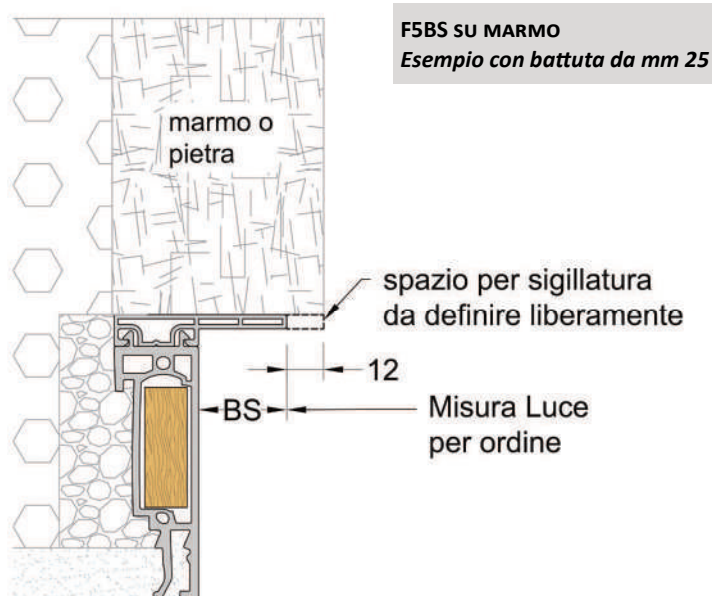 F5BS SU MARMO
Esempio con battuta da mm 25
marmo o
pietra
spazio per sigillatura
da definire liberamente
12
BS
Misura Luce
per ordine